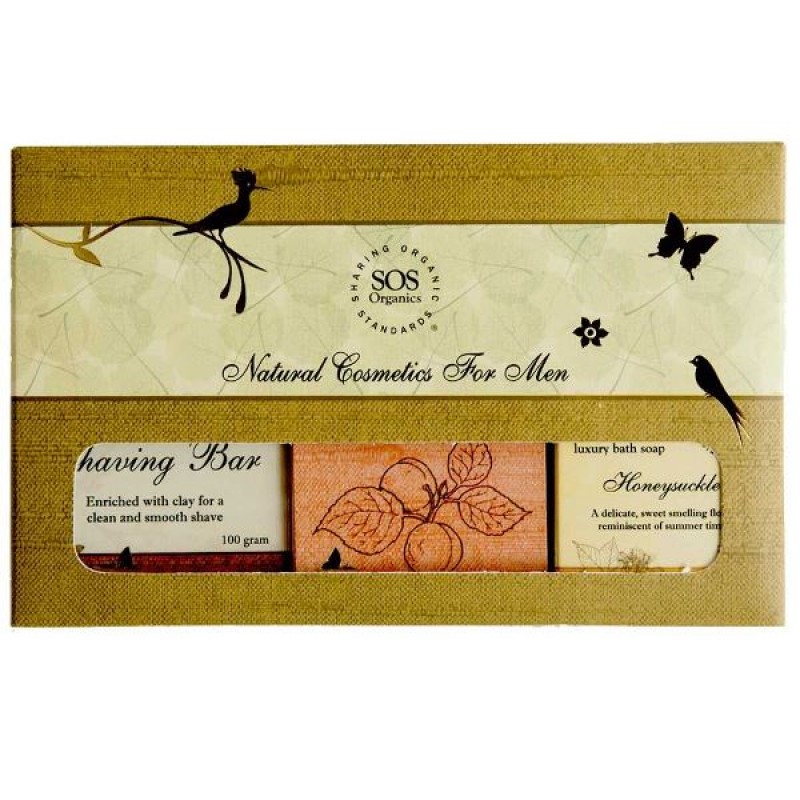 SHARING ORGANIC STANDARDS
SOS
Organics
®
Natural Cosmetics For Men
having Bar
Enriched with clay for a
clean and smooth shave
100 gram
luxury bath soap
Honeysuckle
A delicate, sweet smelling flo
reminiscent of summer tim